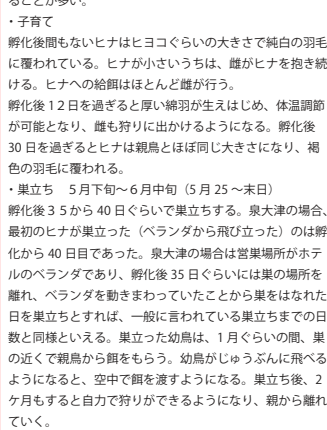 ることが多い。
・子育て
孵化後間もないヒナはヒヨコぐらいの大きさで純白の羽毛
に覆われている。ヒナが小さいうちは、雌がヒナを抱き続
ける。ヒナへの給餌はほとんど雌が行う。
孵化後１２日を過ぎると厚い綿羽が生えはじめ、体温調節
が可能となり、雌も狩りに出かけるようになる。孵化後
30 日を過ぎるとヒナは親鳥とほぼ同じ大きさになり、褐
色の羽毛に覆われる。
・巣立ち　５月下旬～６月中旬（５月 25 ～末日）
孵化後３５から 40 日ぐらいで巣立ちする。泉大津の場合、
最初のヒナが巣立った（ベランダから飛び立った）のは孵
化から 40 日目であった。泉大津の場合は営巣場所がホテ
ルのベランダであり、孵化後 35 日ぐらいには巣の場所を
離れ、ベランダを動きまわっていたことから巣をはなれた
日を巣立ちとすれば、一般に言われている巣立ちまでの日
数と同様といえる。巣立った幼鳥は、１月ぐらいの間、巣
の近くで親鳥から餌をもらう。幼鳥がじゅうぶんに飛べる
ようになると、空中で餌を渡すようになる。巣立ち後、２
ケ月もすると自力で狩りができるようになり、親から離れ
ていく。